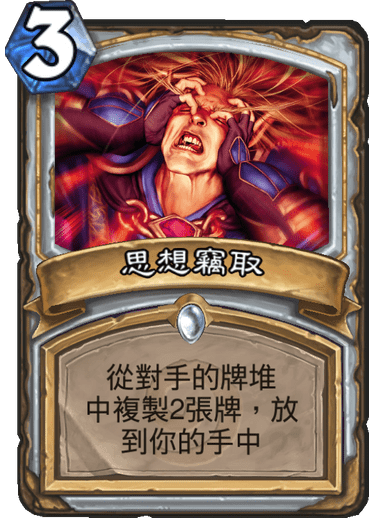 3
思想竊取
從對手的牌堆
中複製2張牌，放
到你的手中